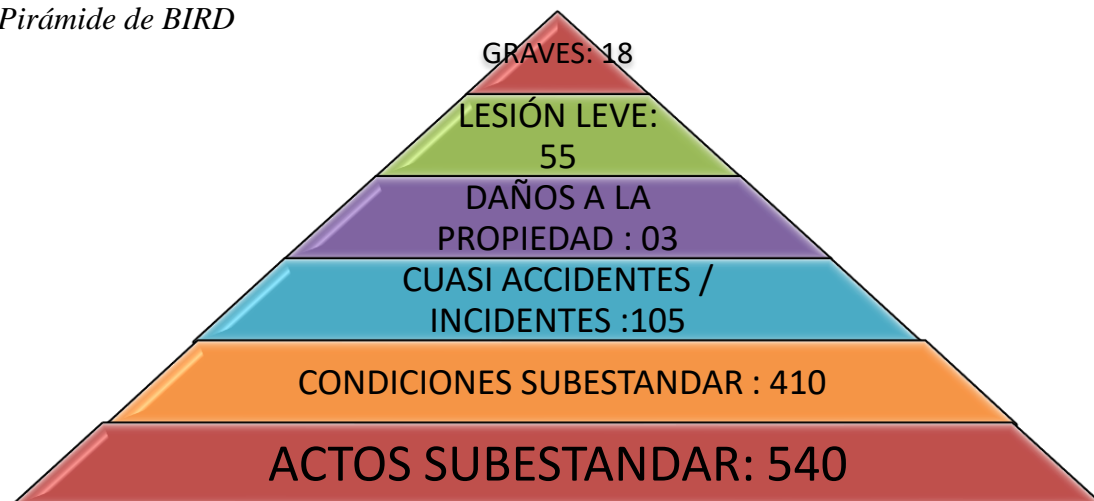 Pirámide de BIRD
GRAVES: 18
LESIÓN LEVE:
55
DAÑOS A LA
PROPIEDAD : 03
CUASI ACCIDENTES /
INCIDENTES :105
CONDICIONES SUBESTANDAR : 410
ACTOS SUBESTANDAR: 540